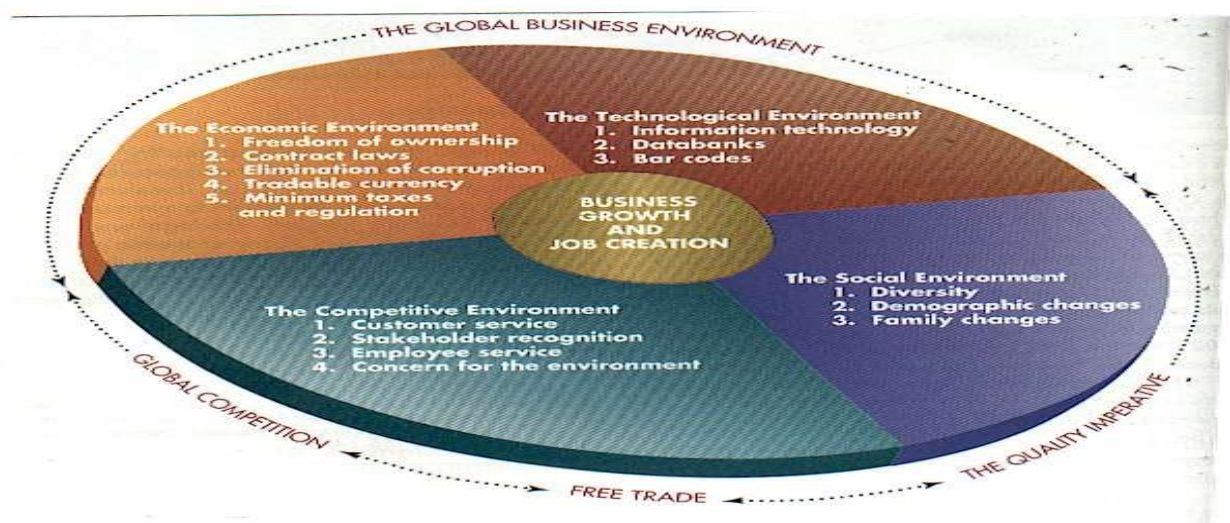 THE GLOBAL BUSINESS ENVIRONMENT
The Economic Environment
1. Freedom of ownership
2. Contract laws
3. Elimination of corruption
4. Tradable currency
5. Minimum taxes
and regulation
The Technological Environment
1. Information technology
2. Databanks
3. Bar codes
BUSINESS
GROWTH
AND
JOB CREATION
The Social Environment
1. Diversity
2. Demographic changes
3. Family changes
The Competitive Environment
1. Customer service
2. Stakeholder recognition
3. Employee service
4. Concern for the environment
GLOBAL COMPETITION
FREE TRADE
THE QUALITY IMPERATIVE